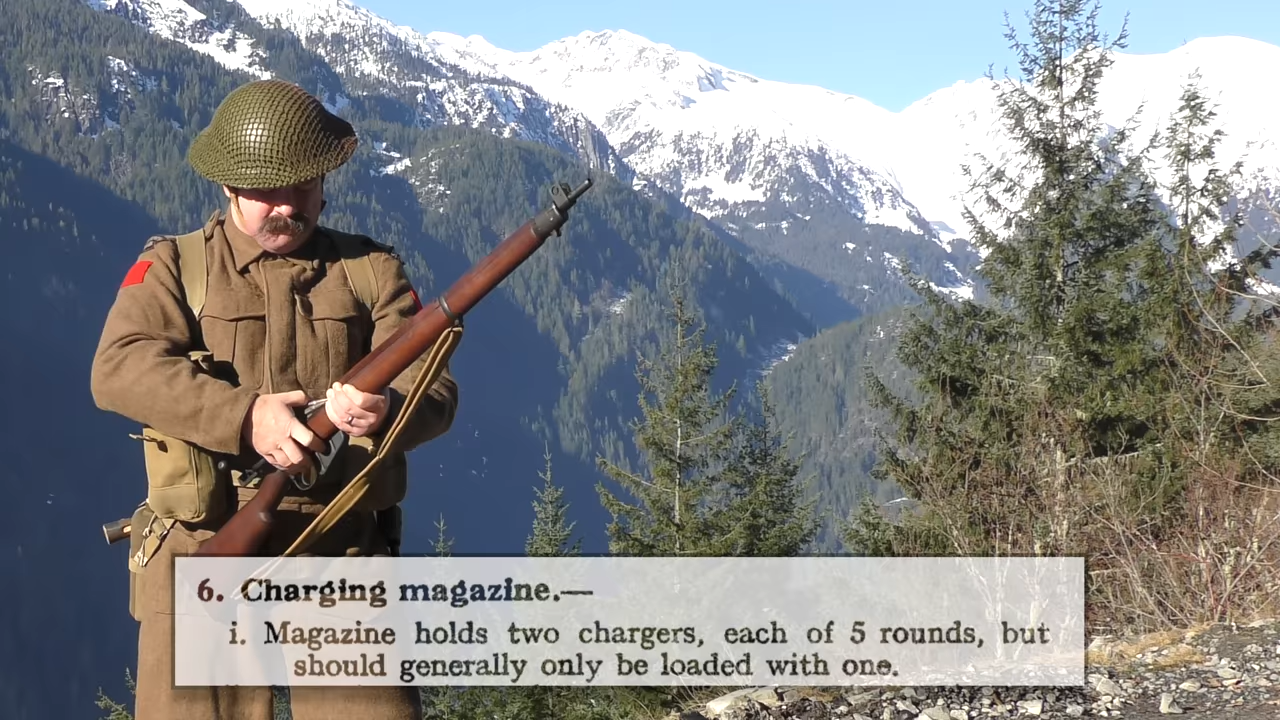 6. Charging magazine.—
i. Magazine holds two chargers, each of 5 rounds, but
should generally only be loaded with one.